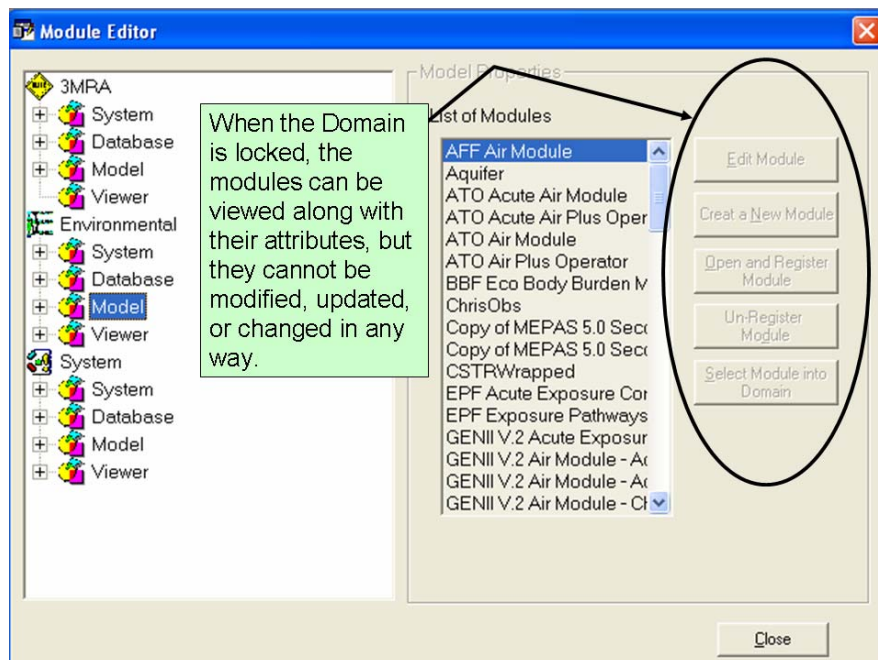 Module Editor
3MRA
System
Database
Model
Viewer
Environmental
System
Database
Model
Viewer
System
System
Database
Model
Viewer
When the Domain
is locked, the
modules can be
viewed along with
their attributes, but
they cannot be
modified, updated,
or changed in any
way.
Model Properties
List of Modules
AFF Air Module
Aquifer
ATO Acute Air Module
ATO Acute Air Plus Oper
ATO Air Module
ATO Air Plus Operator
BBF Eco Body Burden M
ChrisObs
Copy of MEPAS 5.0 Seco
Copy of MEPAS 5.0 Seco
CSTRWrapped
EPF Acute Exposure Cor
EPF Exposure Pathways
GENII V.2 Acute Exposur
GENII V.2 Air Module - Ac
GENII V.2 Air Module - Ac
GENII V.2 Air Module - Ch
Edit Module
Creat a New Module
Open and Register
Module
Un-Register
Module
Select Module into
Domain
Close